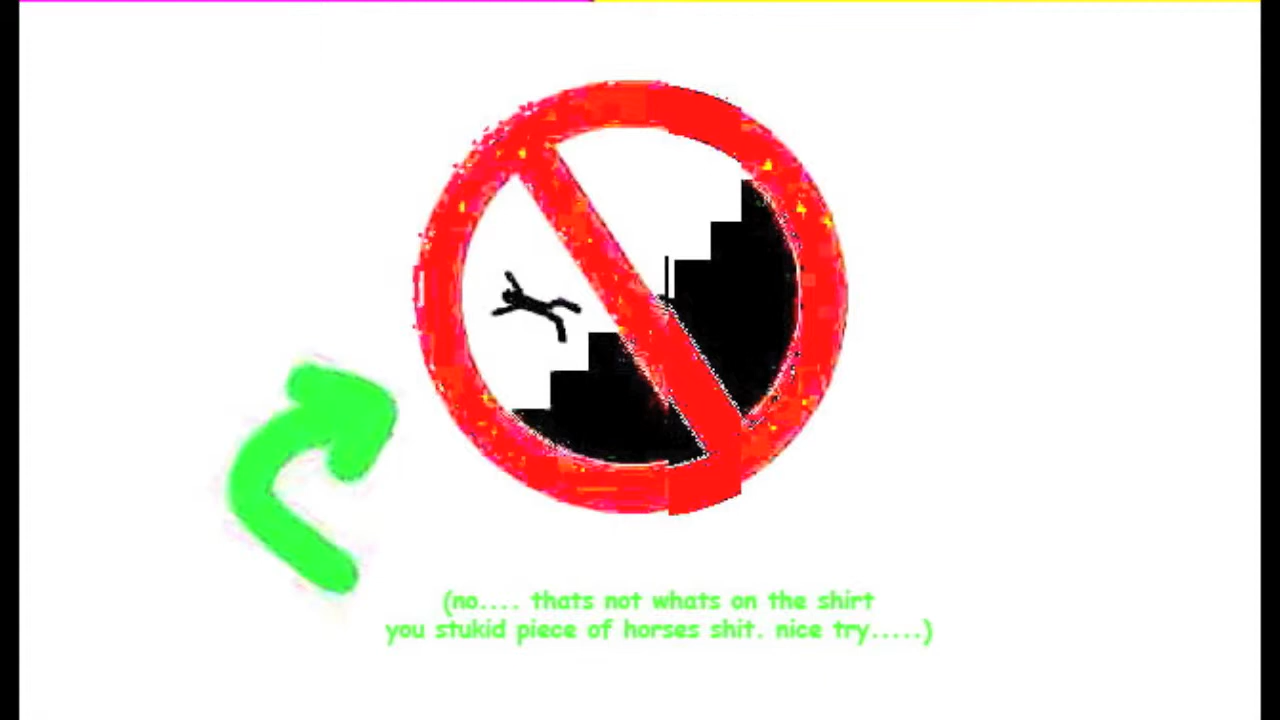 (no.... thats not whats on the shirt
you stukid piece of horses shit. nice try.....)